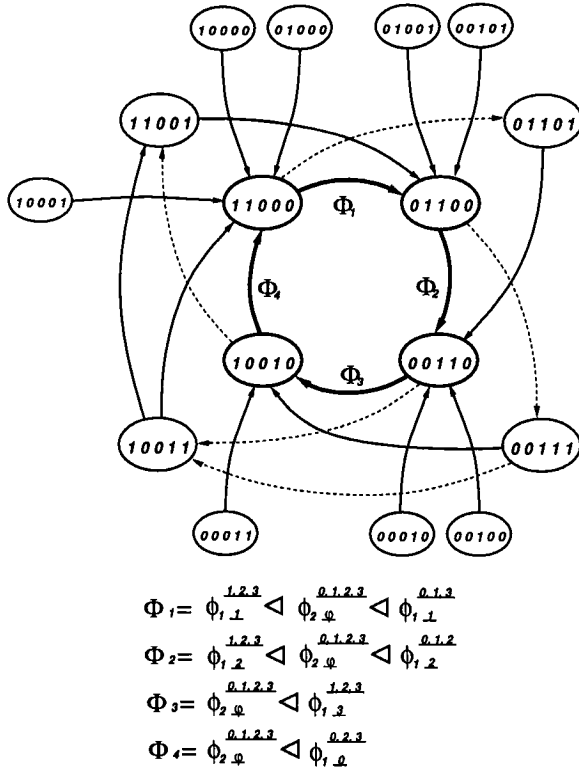 10000 01000 01001 00101
11001 01101
10001 11000 Φ1 01100
Φ4 Φ2
10010 Φ3 00110
10011 00111
00011 00010 00100
Φ1= ϕ1 1 1,2,3 ◁ ϕ2 φ 0,1,2,3 ◁ ϕ1 1 0,1,3
Φ2= ϕ1 2 1,2,3 ◁ ϕ2 φ 0,1,2,3 ◁ ϕ1 2 0,1,2
Φ3= ϕ2 φ 0,1,2,3 ◁ ϕ1 3 1,2,3
Φ4= ϕ2 φ 0,1,2,3 ◁ ϕ1 0 0,2,3